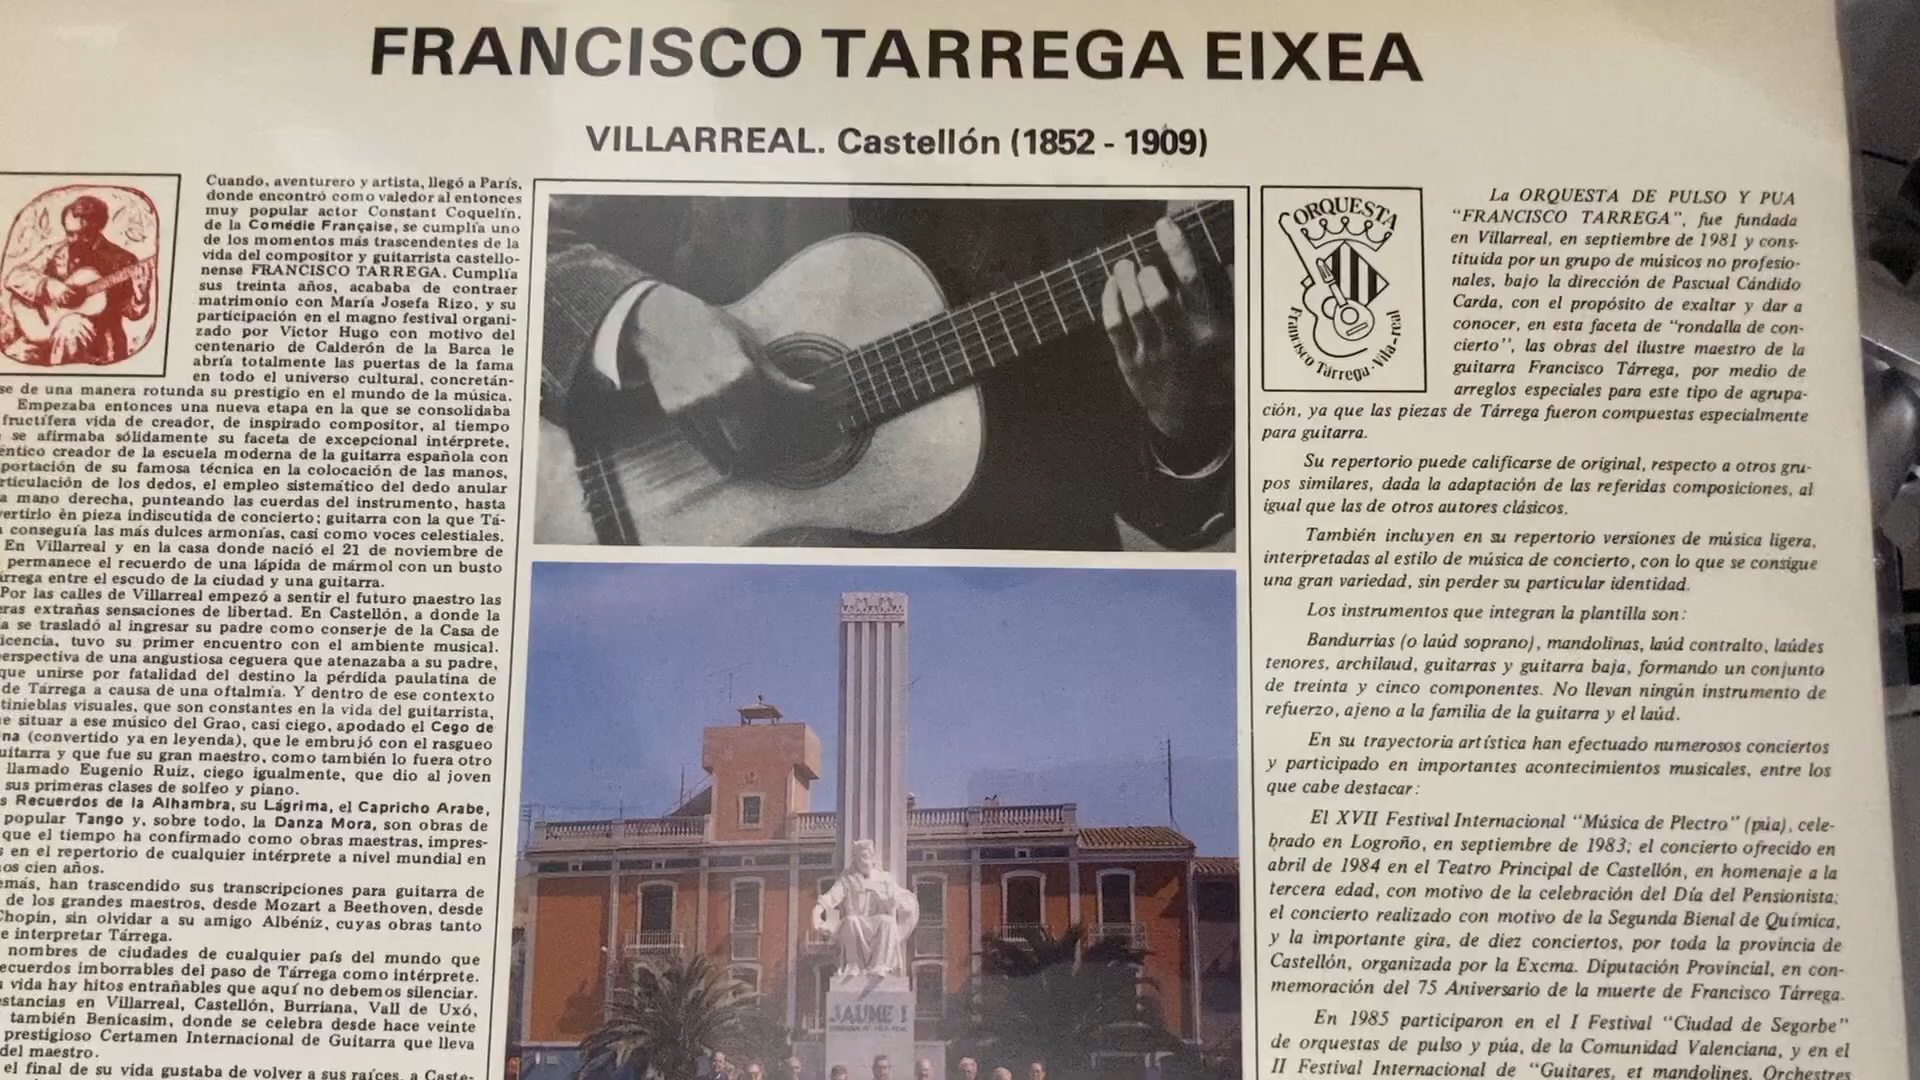 FRANCISCO TARREGA EIXEA
VILLARREAL. Castellón (1852 - 1909)
Cuando, aventurero y artista, llegó a París,
donde encontró como valedor al entonces
muy popular actor Constant Coquelin,
de la Comédie Française, se cumplía uno
de los momentos más trascendentes de la
vida del compositor y guitarrista castello-
nense FRANCISCO TARREGA. Cumplía
sus treinta años, acababa de contraer
matrimonio con María Josefa Rizo, y su
participación en el magno festival organi-
zado por Victor Hugo con motivo del
centenario de Calderón de la Barca le
abría totalmente las puertas de la fama
en todo el universo cultural, concretán-
se de una manera rotunda su prestigio en el mundo de la música.
Empezaba entonces una nueva etapa en la que se consolidaba
fructífera vida de creador, de inspirado compositor, al tiempo
se afirmaba sólidamente su faceta de excepcional intérprete,
éntico creador de la escuela moderna de la guitarra española con
portación de su famosa técnica en la colocación de las manos,
rticulación de los dedos, el empleo sistemático del dedo anular
a mano derecha, punteando las cuerdas del instrumento, hasta
vertirlo èn pieza indiscutida de concierto; guitarra con la que Tá-
a conseguía las más dulces armonías, casi como voces celestiales.
En Villarreal y en la casa donde nació el 21 de noviembre de
permanece el recuerdo de una lápida de mármol con un busto
árrega entre el escudo de la ciudad y una guitarra.
Por las calles de Villarreal empezó a sentir el futuro maestro las
eras extrañas sensaciones de libertad. En Castellón, a donde la
a se trasladó al ingresar su padre como conserje de la Casa de
icencia, tuvo su primer encuentro con el ambiente musical.
erspectiva de una angustiosa ceguera que atenazaba a su padre,
que unirse por fatalidad del destino la pérdida paulatina de
de Tárrega a causa de una oftalmía. Y dentro de ese contexto
tinieblas visuales, que son constantes en la vida del guitarrista,
e situar a ese músico del Grao, casi ciego, apodado el Cego de
na (convertido ya en leyenda), que le embrujó con el rasgueo
uitarra y que fue su gran maestro, como también lo fuera otro
llamado Eugenio Ruiz, ciego igualmente, que dio al joven
sus primeras clases de solfeo y piano.
s Recuerdos de la Alhambra, su Lágrima, el Capricho Arabe,
popular Tango y, sobre todo, la Danza Mora, son obras de
que el tiempo ha confirmado como obras maestras, impres-
s en el repertorio de cualquier intérprete a nivel mundial en
os cien años.
emás, han trascendido sus transcripciones para guitarra de
de los grandes maestros, desde Mozart a Beethoven, desde
Chopin, sin olvidar a su amigo Albéniz, cuyas obras tanto
e interpretar Tárrega.
nombres de ciudades de cualquier país del mundo que
ecuerdos imborrables del paso de Tárrega como intérprete.
vida hay hitos entrañables que aquí no debemos silenciar.
stancias en Villarreal, Castellón, Burriana, Vall de Uxó,
también Benicasim, donde se celebra desde hace veinte
prestigioso Certamen Internacional de Guitarra que lleva
del maestro.
el final de su vida gustaba de volver a sus raíces, a Caste-
JAUME I
ORQUESTA
Francisco Tàrrega · Vila-real
La ORQUESTA DE PULSO Y PUA
"FRANCISCO TARREGA", fue fundada
en Villarreal, en septiembre de 1981 y cons-
tituida por un grupo de músicos no profesio-
nales, bajo la dirección de Pascual Cándido
Carda, con el propósito de exaltar y dar a
conocer, en esta faceta de "rondalla de con-
cierto", las obras del ilustre maestro de la
guitarra Francisco Tárrega, por medio de
arreglos especiales para este tipo de agrupa-
ción, ya que las piezas de Tárrega fueron compuestas especialmente
para guitarra.
Su repertorio puede calificarse de original, respecto a otros gru-
pos similares, dada la adaptación de las referidas composiciones, al
igual que las de otros autores clásicos.
También incluyen en su repertorio versiones de música ligera,
interpretadas al estilo de música de concierto, con lo que se consigue
una gran variedad, sin perder su particular identidad.
Los instrumentos que integran la plantilla son:
Bandurrias (o laúd soprano), mandolinas, laúd contralto, laúdes
tenores, archilaud, guitarras y guitarra baja, formando un conjunto
de treinta y cinco componentes. No llevan ningún instrumento de
refuerzo, ajeno a la familia de la guitarra y el laúd.
En su trayectoria artística han efectuado numerosos conciertos
y participado en importantes acontecimientos musicales, entre los
que cabe destacar:
El XVII Festival Internacional "Música de Plectro" (púa), cele-
brado en Logroño, en septiembre de 1983; el concierto ofrecido en
abril de 1984 en el Teatro Principal de Castellón, en homenaje a la
tercera edad, con motivo de la celebración del Día del Pensionista;
el concierto realizado con motivo de la Segunda Bienal de Química,
y la importante gira, de diez conciertos, por toda la provincia de
Castellón, organizada por la Excma. Diputación Provincial, en con-
memoración del 75 Aniversario de la muerte de Francisco Tárrega.
En 1985 participaron en el I Festival "Ciudad de Segorbe"
de orquestas de pulso y púa, de la Comunidad Valenciana, y en el
II Festival Internacional de "Guitares, et mandolines, Orchestres